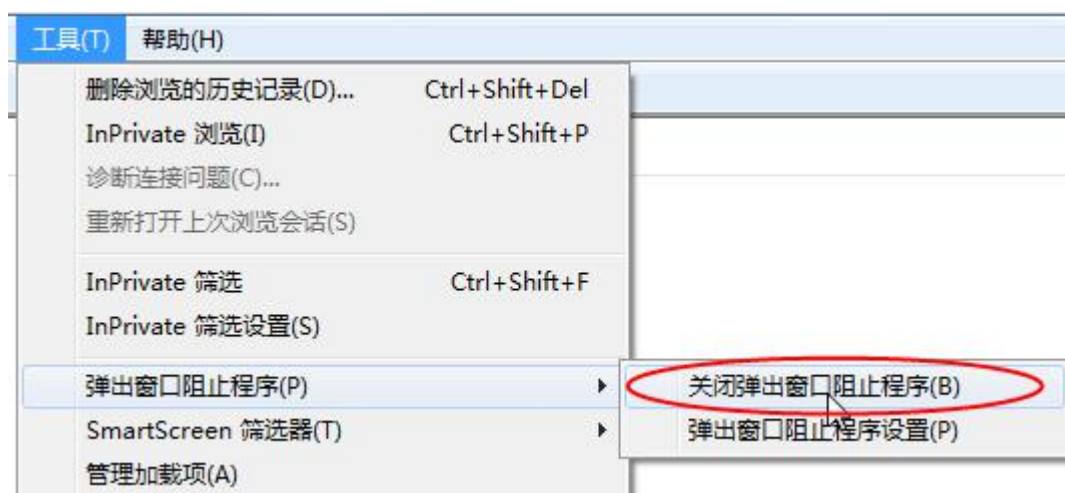 工具(T) 帮助(H)
删除浏览的历史记录(D)... Ctrl+Shift+Del
InPrivate 浏览(I) Ctrl+Shift+P
诊断连接问题(C)...
重新打开上次浏览会话(S)
InPrivate 筛选 Ctrl+Shift+F
InPrivate 筛选设置(S)
弹出窗口阻止程序(P) 关闭弹出窗口阻止程序(B)
SmartScreen 筛选器(T) 弹出窗口阻止程序设置(P)
管理加载项(A)